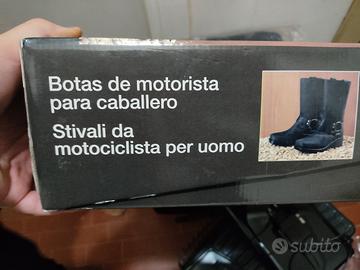 Botas de motorista
para caballero
Stivali da
motociclista per uomo
subito